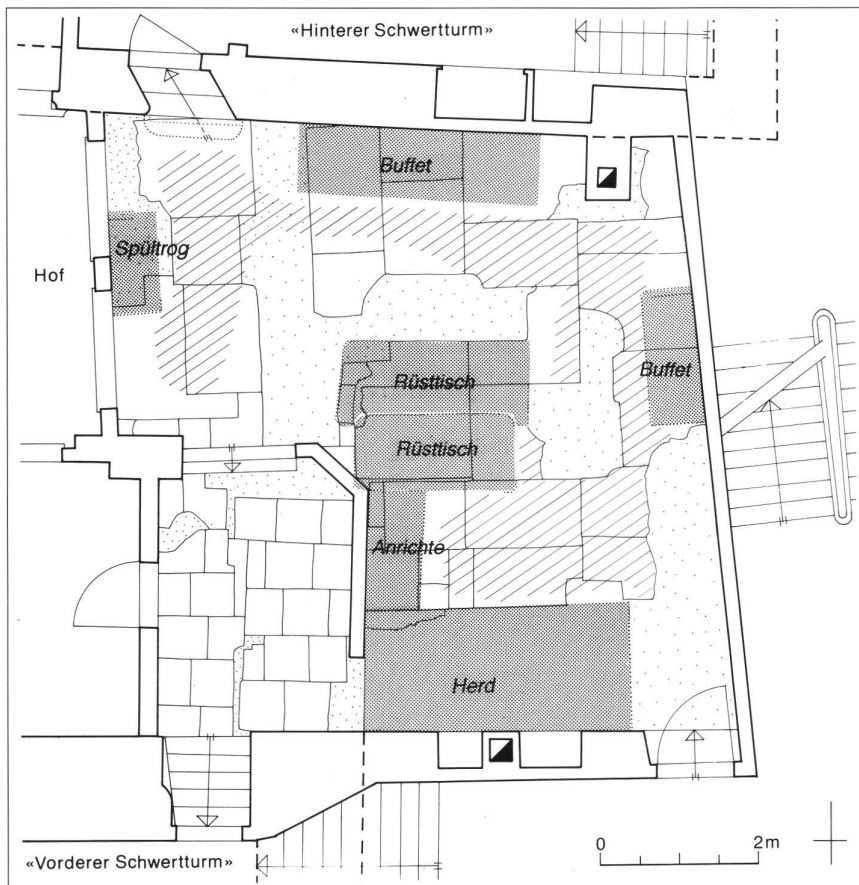 «Hinterer Schwertturm»
Buffet
Spültrog
Hof
Rüsttisch
Buffet
Rüsttisch
Anrichte
Herd
0 2m
«Vorderer Schwertturm»